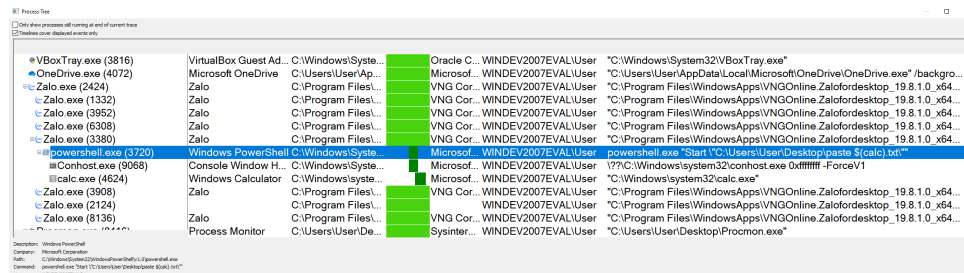 Process Tree
Only show processes still running at end of current trace
Timelines cover displayed events only
VBoxTray.exe (3816) VirtualBox Guest Ad... C:\Windows\Syste... Oracle C... WINDEV2007EVAL\User "C:\Windows\System32\VBoxTray.exe"
OneDrive.exe (4072) Microsoft OneDrive C:\Users\User\Ap... Microsof... WINDEV2007EVAL\User "C:\Users\User\AppData\Local\Microsoft\OneDrive\OneDrive.exe" /backgro...
Zalo.exe (2424) Zalo C:\Program Files\... VNG Cor... WINDEV2007EVAL\User "C:\Program Files\WindowsApps\VNGOnline.Zalofordesktop_19.8.1.0_x64...
Zalo.exe (1332) Zalo C:\Program Files\... VNG Cor... WINDEV2007EVAL\User "C:\Program Files\WindowsApps\VNGOnline.Zalofordesktop_19.8.1.0_x64...
Zalo.exe (3952) Zalo C:\Program Files\... VNG Cor... WINDEV2007EVAL\User "C:\Program Files\WindowsApps\VNGOnline.Zalofordesktop_19.8.1.0_x64...
Zalo.exe (6308) Zalo C:\Program Files\... VNG Cor... WINDEV2007EVAL\User "C:\Program Files\WindowsApps\VNGOnline.Zalofordesktop_19.8.1.0_x64...
Zalo.exe (3380) Zalo C:\Program Files\... VNG Cor... WINDEV2007EVAL\User "C:\Program Files\WindowsApps\VNGOnline.Zalofordesktop_19.8.1.0_x64...
powershell.exe (3720) Windows PowerShell C:\Windows\Syste... Microsof... WINDEV2007EVAL\User powershell.exe "Start \"C:\Users\User\Desktop\paste $(calc).txt\""
Conhost.exe (9068) Console Window H... C:\Windows\Syste... Microsof... WINDEV2007EVAL\User \??\C:\Windows\system32\conhost.exe 0xffffffff -ForceV1
calc.exe (4624) Windows Calculator C:\Windows\syste... Microsof... WINDEV2007EVAL\User "C:\Windows\system32\calc.exe"
Zalo.exe (3908) Zalo C:\Program Files\... VNG Cor... WINDEV2007EVAL\User "C:\Program Files\WindowsApps\VNGOnline.Zalofordesktop_19.8.1.0_x64...
Zalo.exe (2124) C:\Program Files\... WINDEV2007EVAL\User "C:\Program Files\WindowsApps\VNGOnline.Zalofordesktop_19.8.1.0_x64...
Zalo.exe (8136) Zalo C:\Program Files\... VNG Cor... WINDEV2007EVAL\User "C:\Program Files\WindowsApps\VNGOnline.Zalofordesktop_19.8.1.0_x64...
Process Monitor C:\Users\User\De... Sysinter... WINDEV2007EVAL\User "C:\Users\User\Desktop\Procmon.exe"
Description: Windows PowerShell
Company: Microsoft Corporation
Path: C:\Windows\System32\WindowsPowerShell\v1.0\powershell.exe
Command: powershell.exe "Start \"C:\Users\User\Desktop\paste $(calc).txt\""